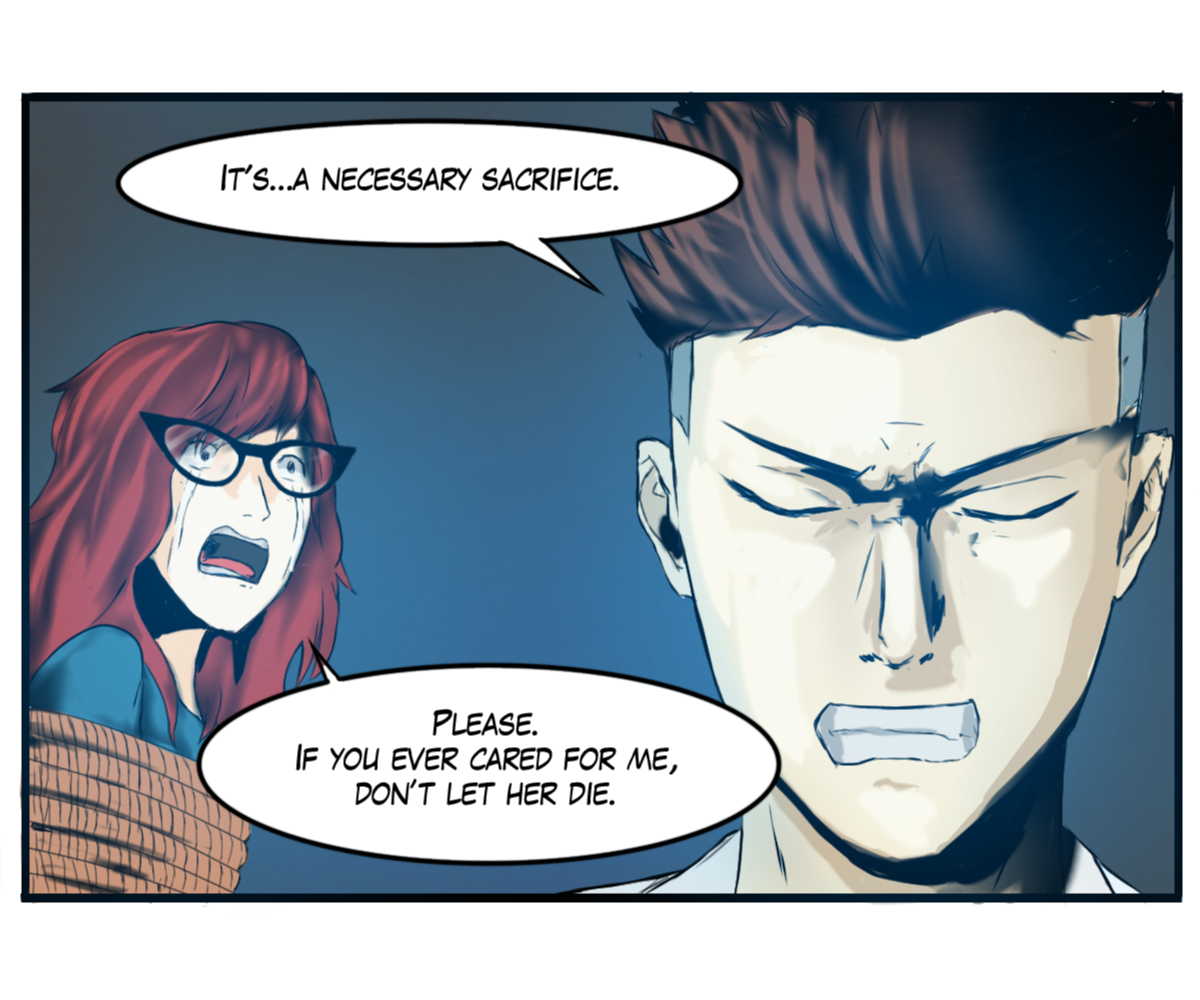 It's...a necessary sacrifice.
Please.
If you ever cared for me,
don't let her die.